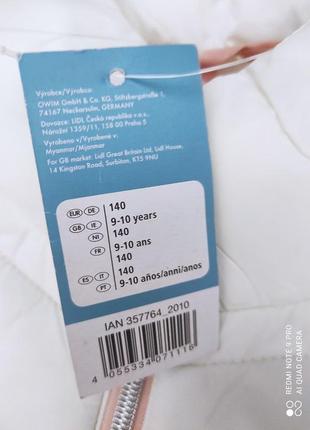 Výrobce/Výrobca:
OWIM GmbH & Co. KG, Stiftsbergstraße 1,
74167 Neckarsulm, GERMANY
Dovozce: LIDL Česká republika v.o.s.,
Nárožní 1359/11, 158 00 Praha 5
Vyrobeno v/Vyrobené v:
Myanmar/Mjanmar
For GB market: Lidl Great Britain Ltd, Lidl House,
14 Kingston Road, Surbiton, KT5 9NU
EUR DE 140
GB IE 9-10 years
NI 140
FR 9-10 ans
140
ES IT 140
PT 9-10 años/anni/anos
IAN 357764_2010
4 055334 071116
REDMI NOTE 9 PRO
AI QUAD CAMERA